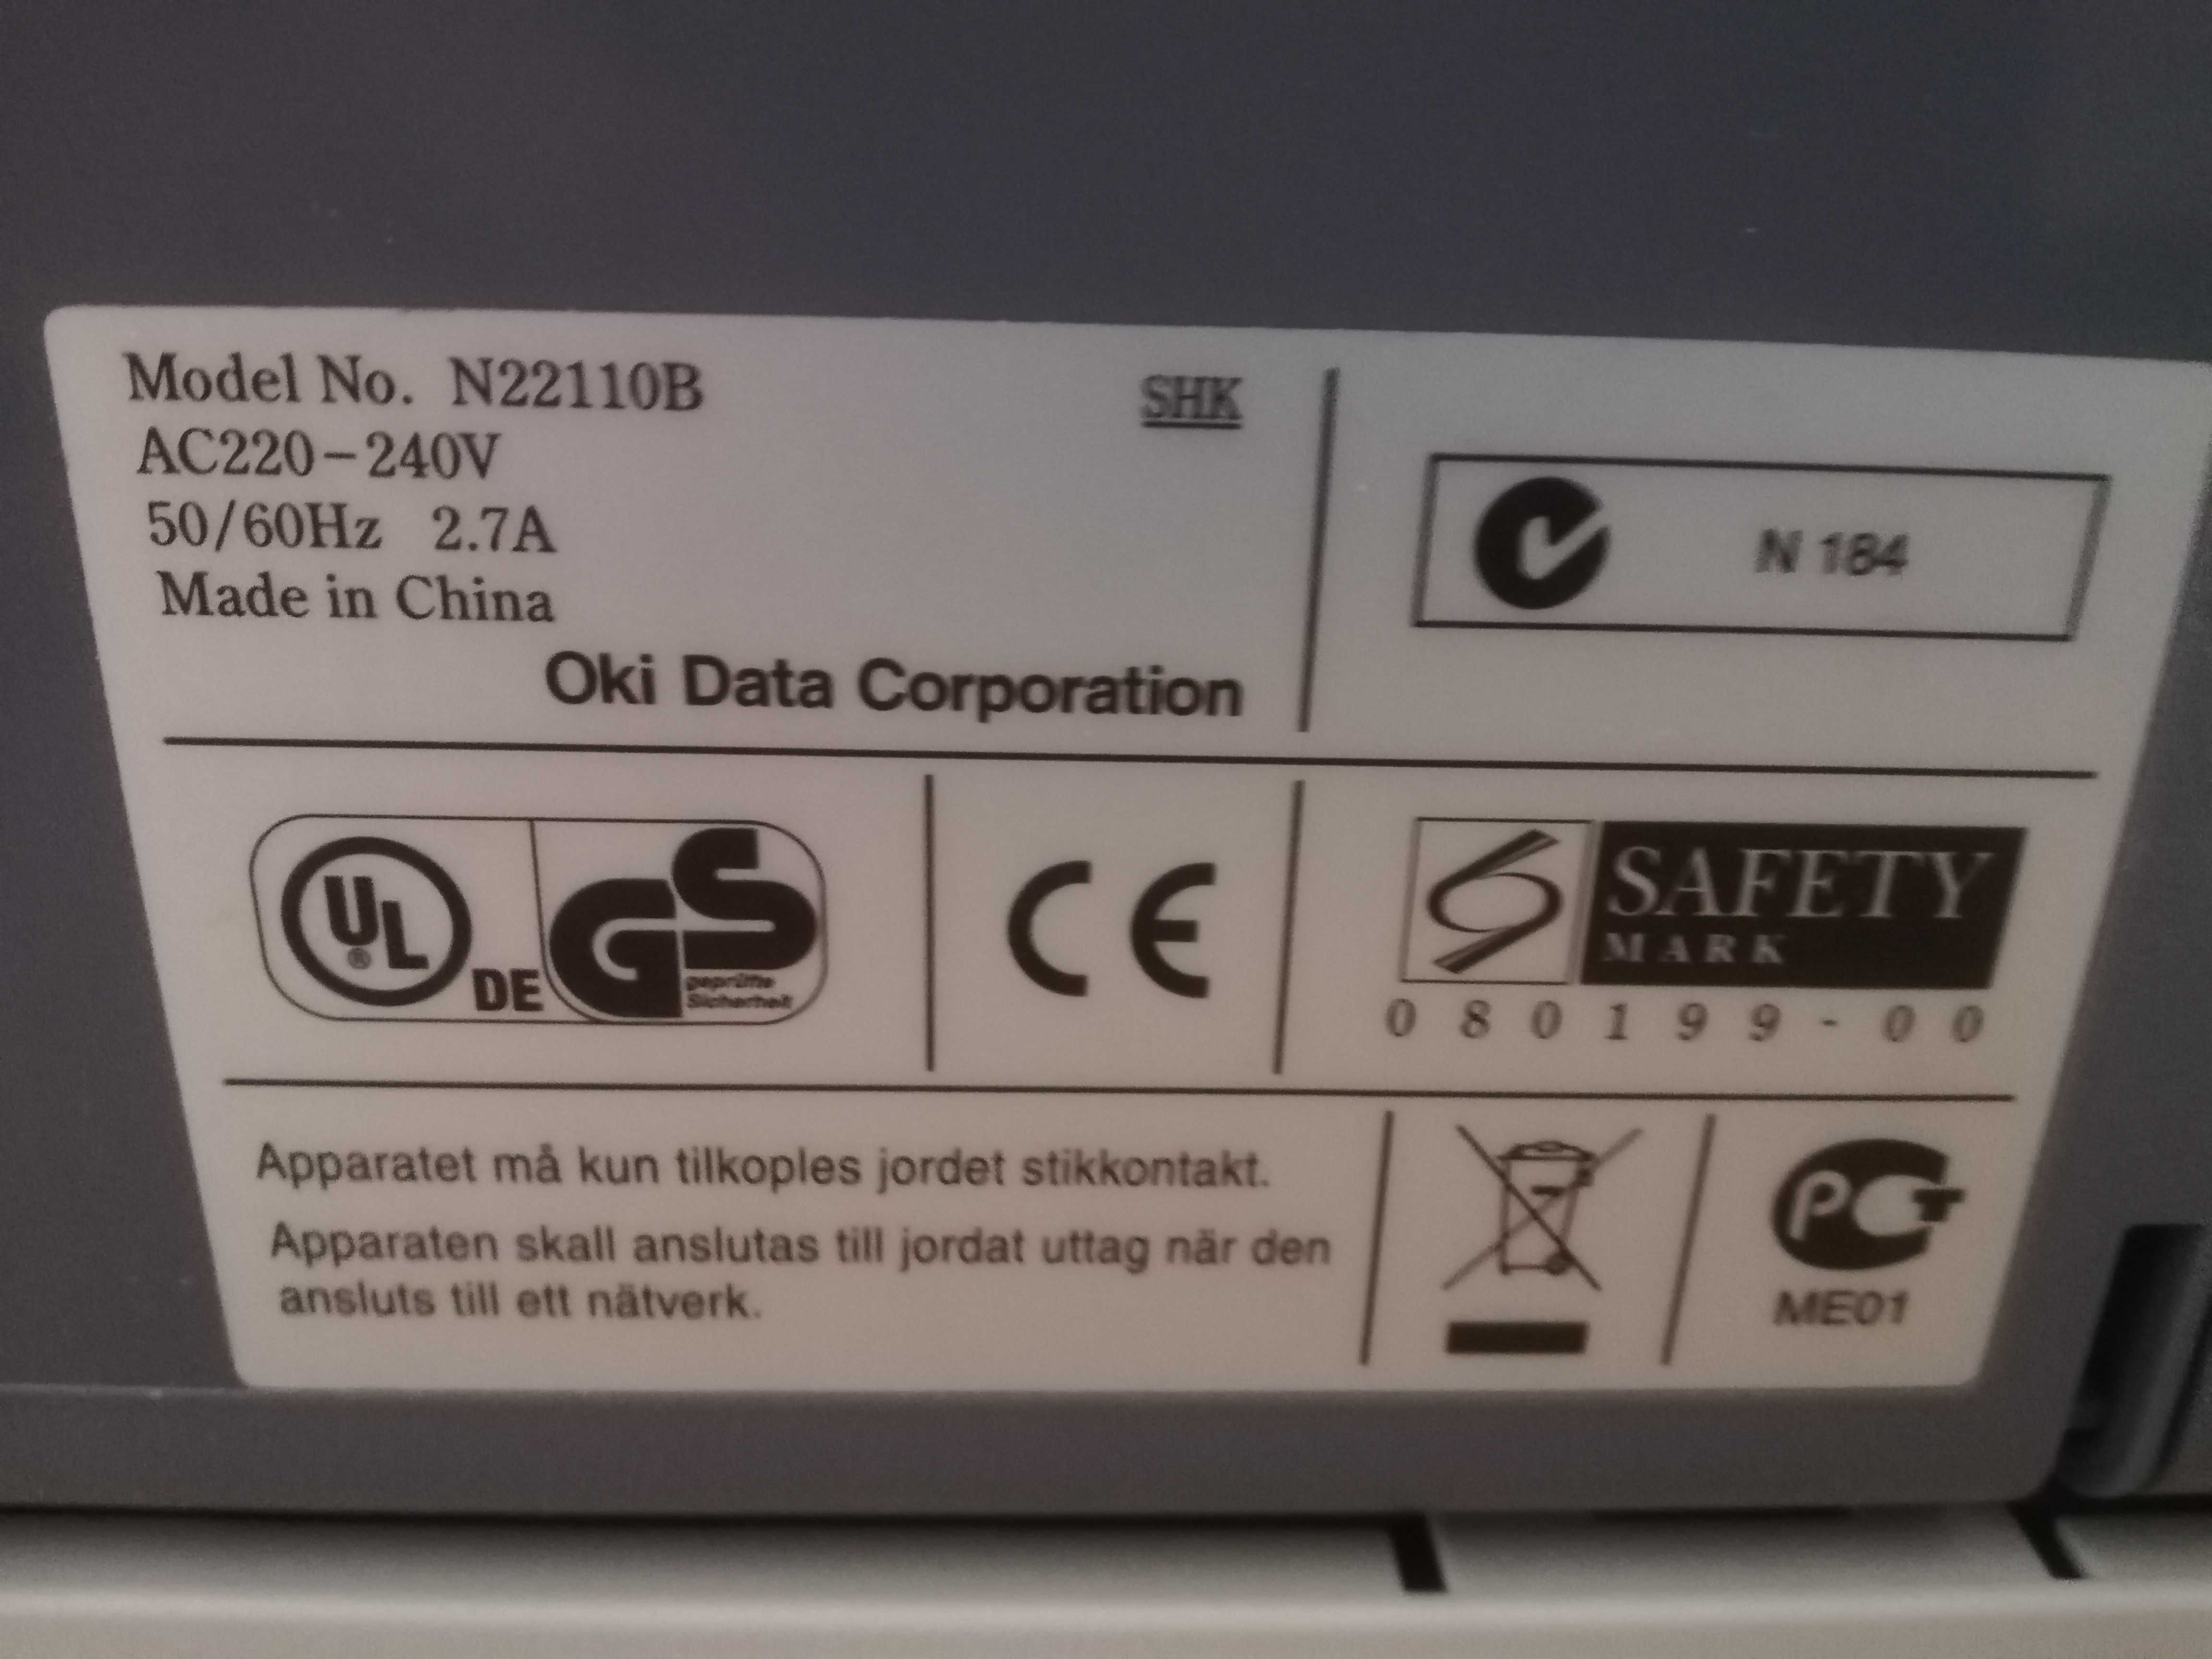 Model No. N22110B
SHK
AC220-240V
50/60Hz 2.7A
Made in China
Oki Data Corporation
N 184
UL
®
DE
GS
geprüfte
Sicherheit
CE
SAFETY
MARK
080199-00
Apparatet må kun tilkoples jordet stikkontakt.
Apparaten skall anslutas till jordat uttag när den
ansluts till ett nätverk.
PCT
ME01